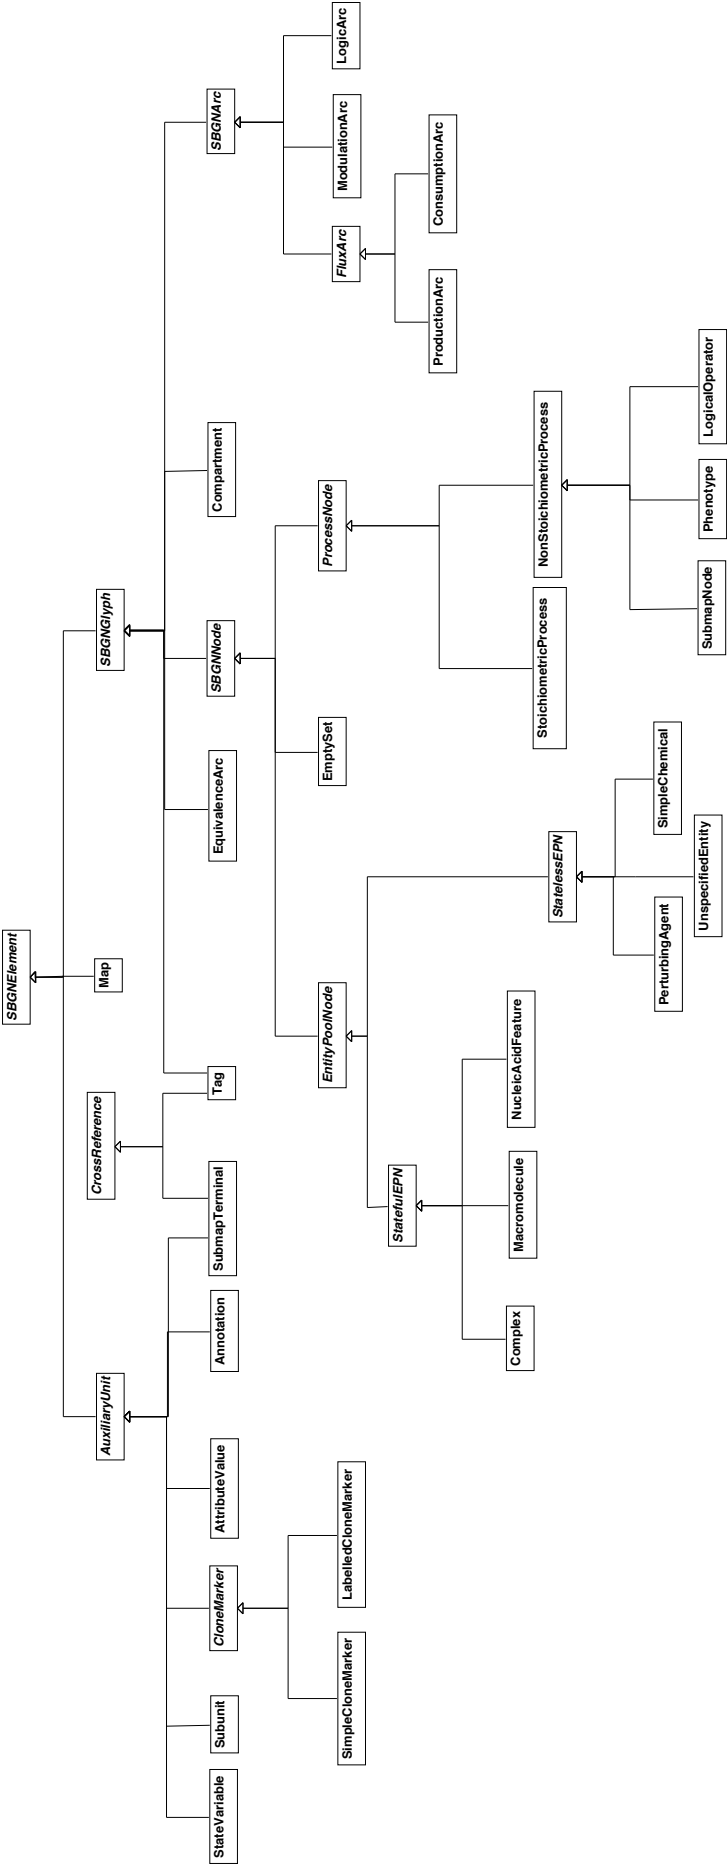 SBGNElement
AuxiliaryUnit
CrossReference
Map
SBGNGlyph
StateVariable
Subunit
CloneMarker
AttributeValue
Annotation
SubmapTerminal
Tag
EquivalenceArc
SBGNNode
Compartment
SBGNArc
SimpleCloneMarker
LabelledCloneMarker
EntityPoolNode
EmptySet
ProcessNode
FluxArc
ModulationArc
LogicArc
StatefulEPN
ProductionArc
ConsumptionArc
Complex
Macromolecule
NucleicAcidFeature
StatelessEPN
StoichiometricProcess
NonStoichiometricProcess
PerturbingAgent
UnspecifiedEntity
SimpleChemical
SubmapNode
Phenotype
LogicalOperator